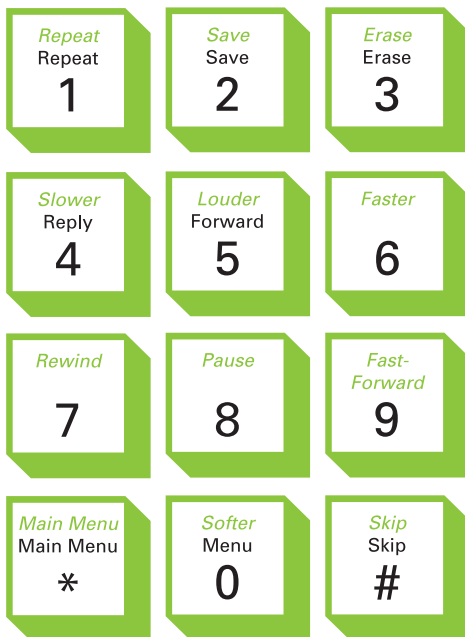 Repeat
Repeat
1
Save
Save
2
Erase
Erase
3
Slower
Reply
4
Louder
Forward
5
Faster
6
Rewind
7
Pause
8
Fast-
Forward
9
Main Menu
Main Menu
*
Softer
Menu
0
Skip
Skip
#